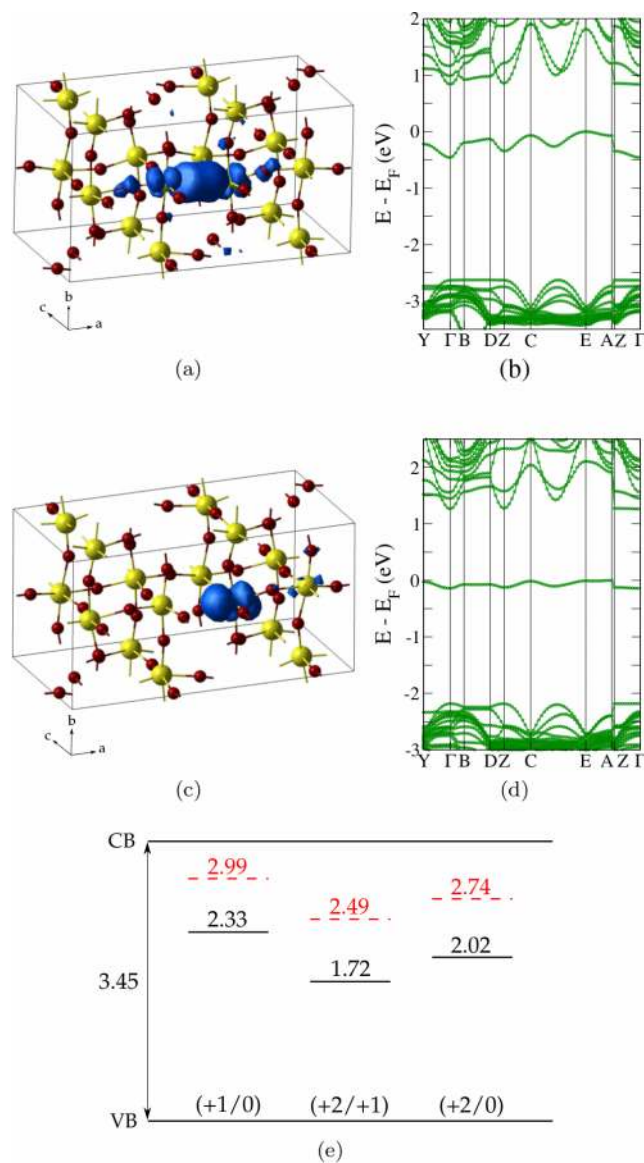 b
c
a
(a)
2
1
0
-1
-2
-3
E - E_F (eV)
Y Γ B D Z C E A Z Γ
(b)
b
c
a
(c)
2
1
0
-1
-2
-3
E - E_F (eV)
Y Γ B D Z C E A Z Γ
(d)
CB
2.99
2.74
2.49
2.33
2.02
1.72
3.45
(+1/0) (+2/+1) (+2/0)
VB
(e)